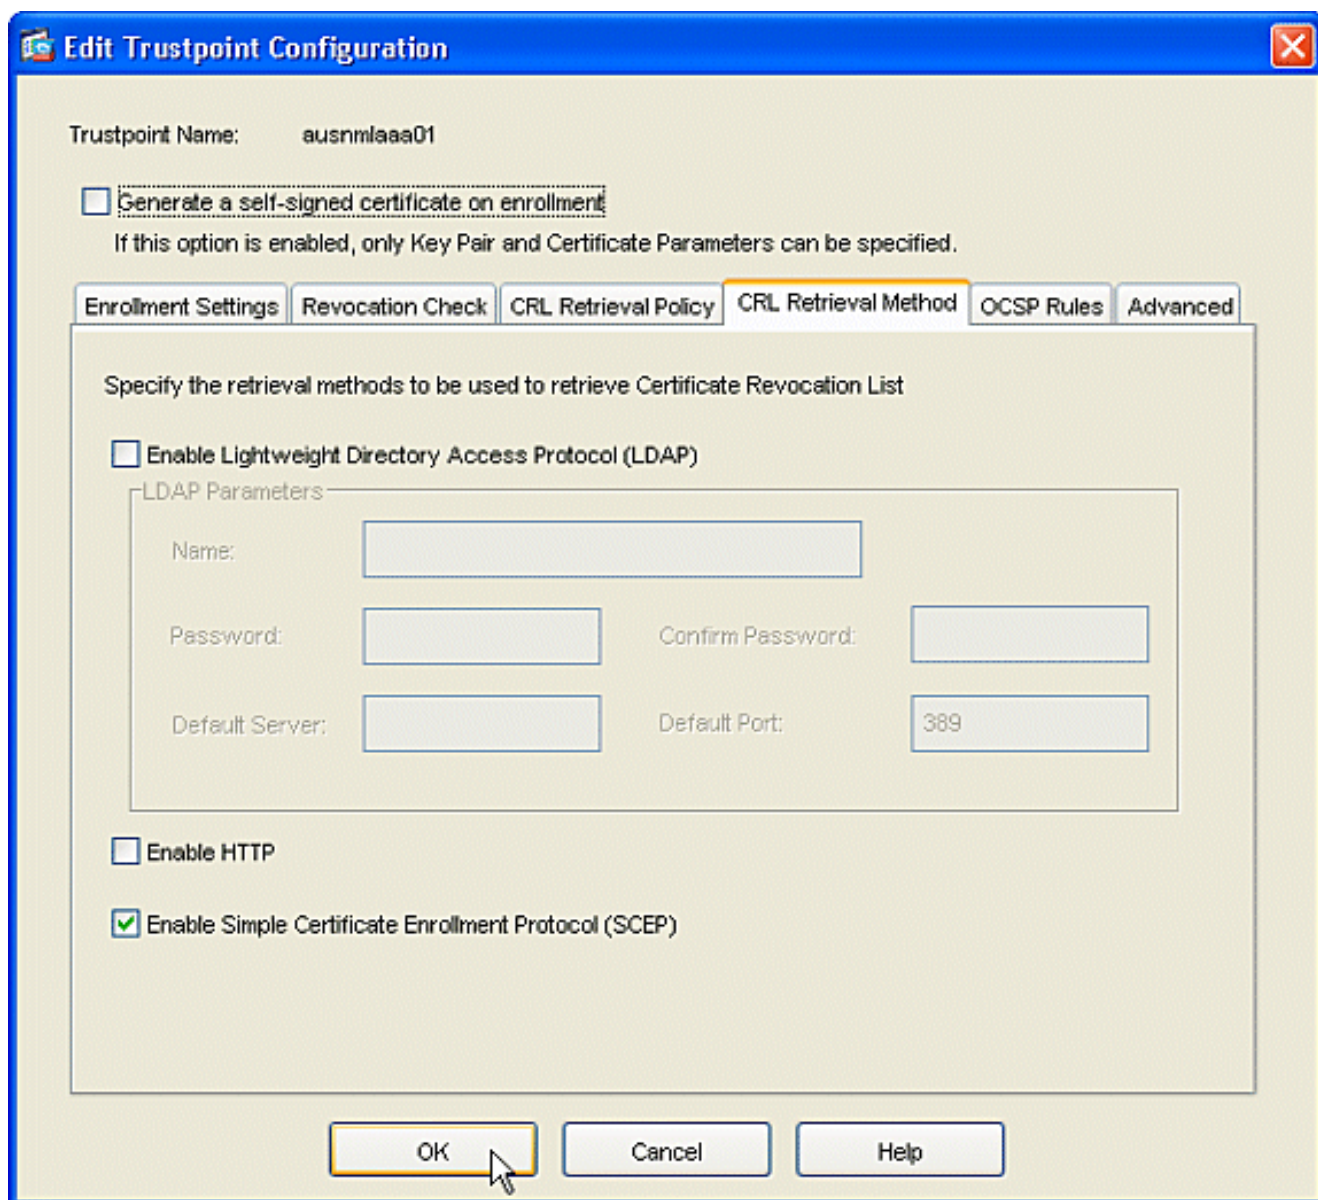 Edit Trustpoint Configuration
Trustpoint Name: ausnmlaaa01
Generate a self-signed certificate on enrollment
If this option is enabled, only Key Pair and Certificate Parameters can be specified.
Enrollment Settings Revocation Check CRL Retrieval Policy CRL Retrieval Method OCSP Rules Advanced
Specify the retrieval methods to be used to retrieve Certificate Revocation List
Enable Lightweight Directory Access Protocol (LDAP)
LDAP Parameters
Name:
Password: Confirm Password:
Default Server: Default Port: 389
Enable HTTP
Enable Simple Certificate Enrollment Protocol (SCEP)
OK Cancel Help